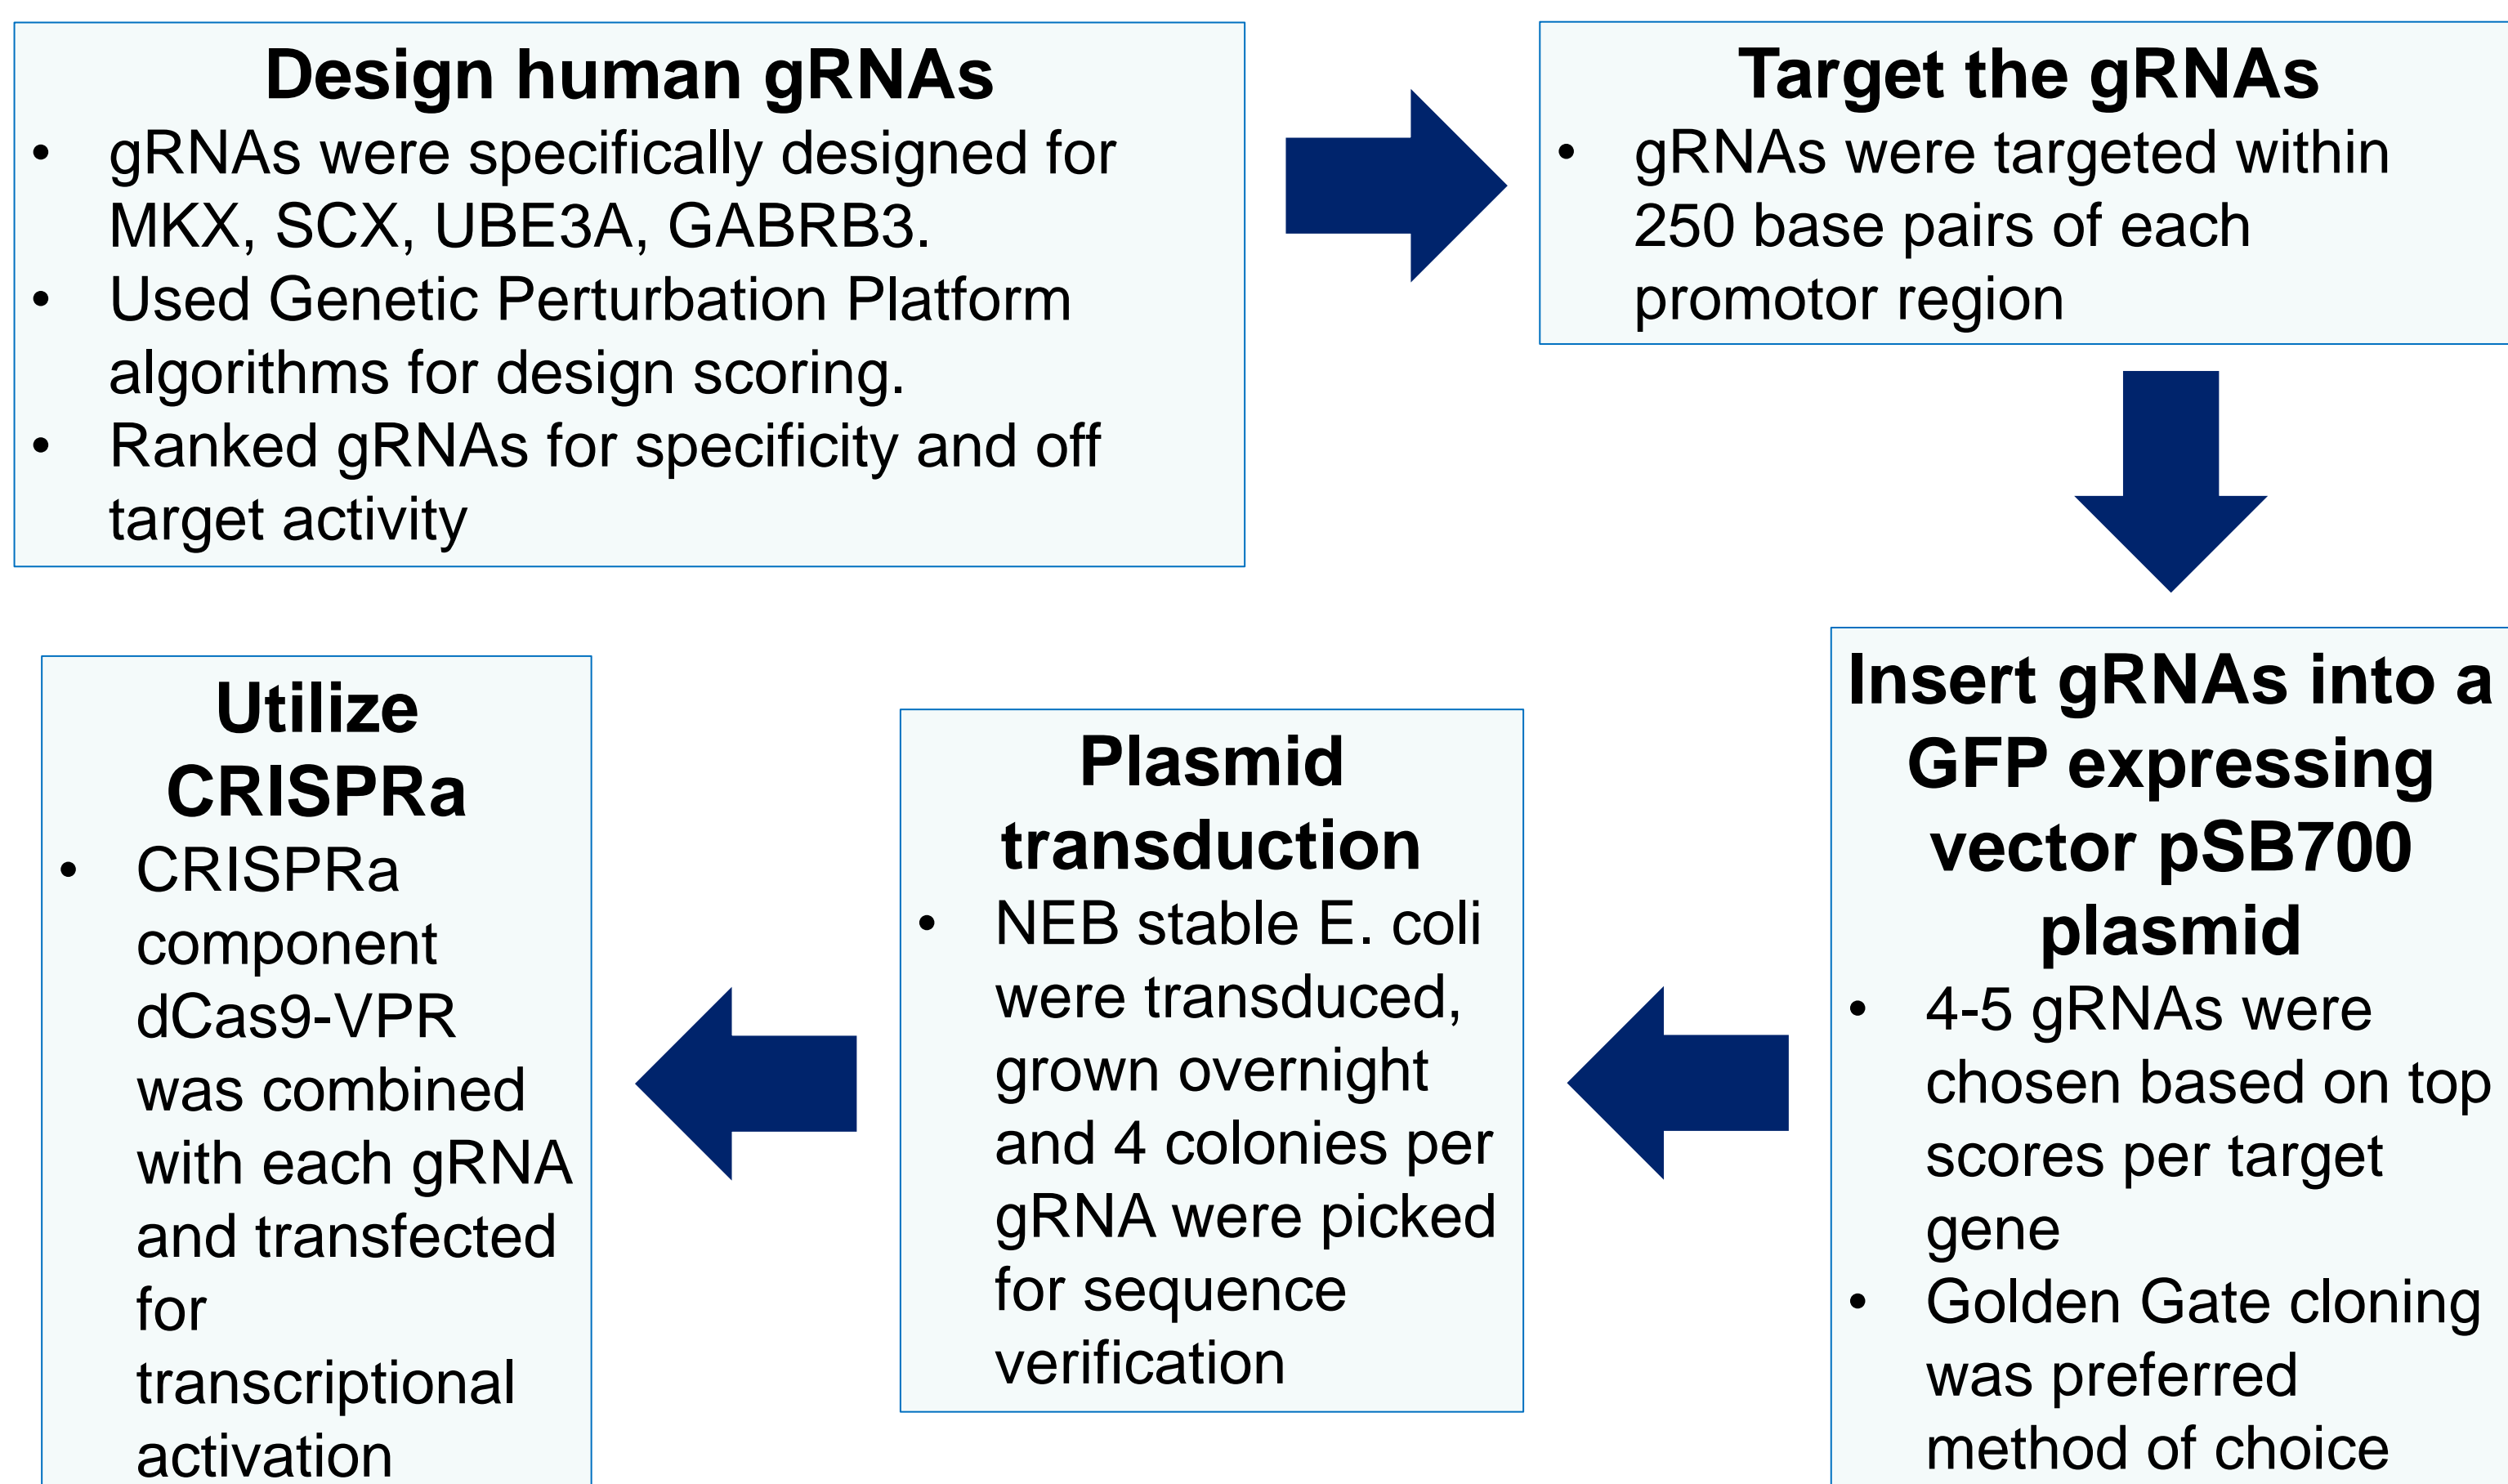 Design human gRNAs
• gRNAs were specifically designed for
MKX, SCX, UBE3A, GABRB3.
• Used Genetic Perturbation Platform
algorithms for design scoring.
• Ranked gRNAs for specificity and off
target activity
Target the gRNAs
• gRNAs were targeted within
250 base pairs of each
promotor region
Insert gRNAs into a
GFP expressing
vector pSB700
plasmid
• 4-5 gRNAs were
chosen based on top
scores per target
gene
• Golden Gate cloning
was preferred
method of choice
Plasmid
transduction
• NEB stable E. coli
were transduced,
grown overnight
and 4 colonies per
gRNA were picked
for sequence
verification
Utilize
CRISPRa
• CRISPRa
component
dCas9-VPR
was combined
with each gRNA
and transfected
for
transcriptional
activation